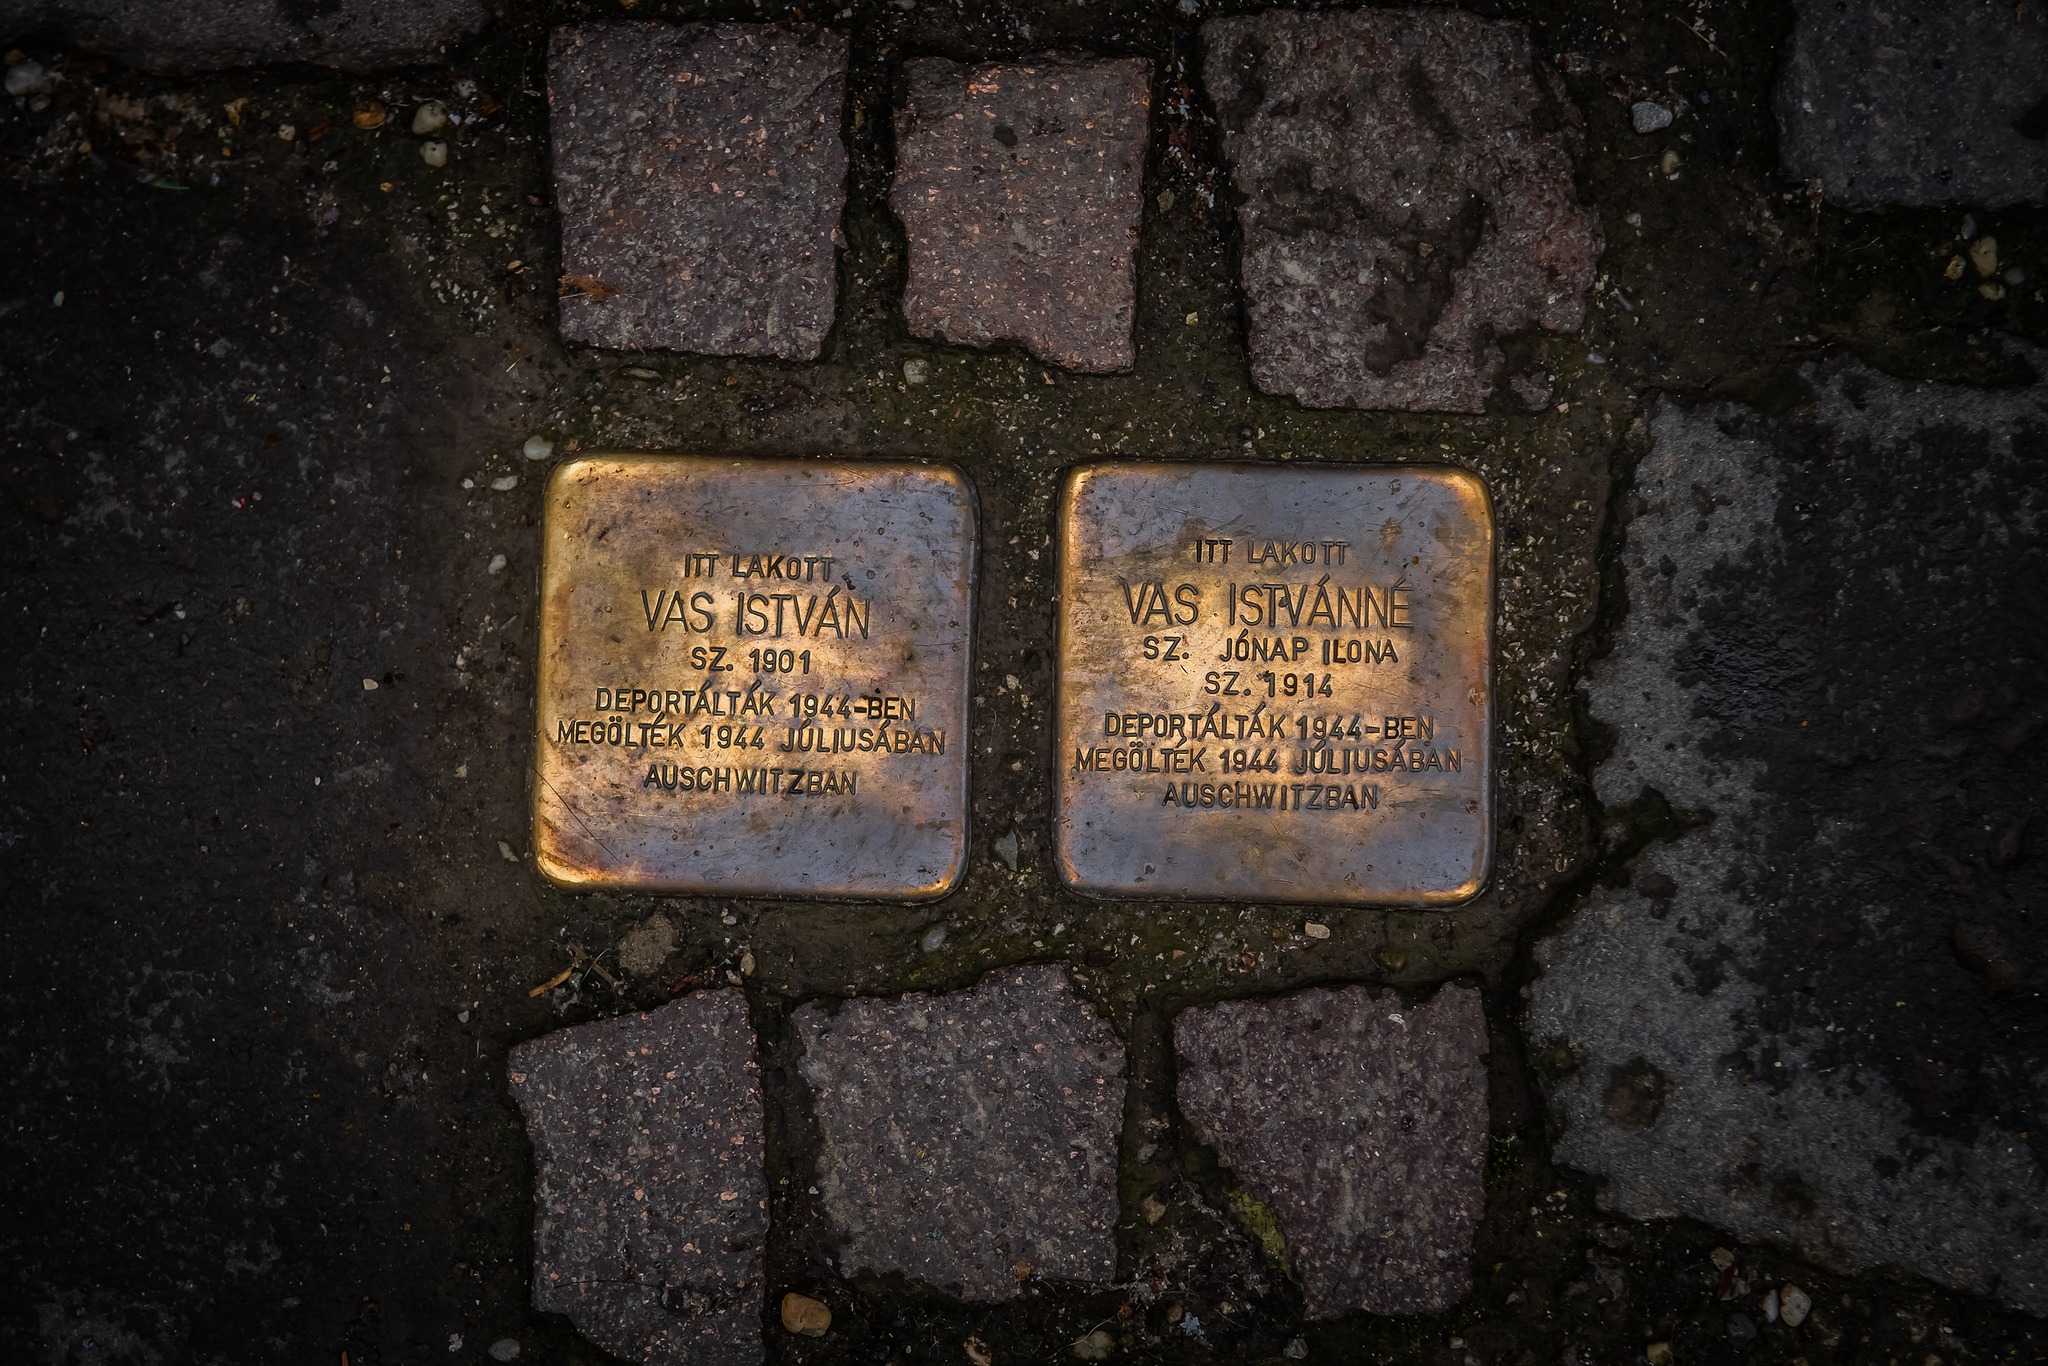 ITT LAKOTT
VAS ISTVÁN
SZ. 1901
DEPORTÁLTÁK 1944-BEN
MEGÖLTÉK 1944 JÚLIUSÁBAN
AUSCHWITZBAN
ITT LAKOTT
VAS ISTVÁNNÉ
SZ. JÓNAP ILONA
SZ. 1914
DEPORTÁLTÁK 1944-BEN
MEGÖLTÉK 1944 JÚLIUSÁBAN
AUSCHWITZBAN